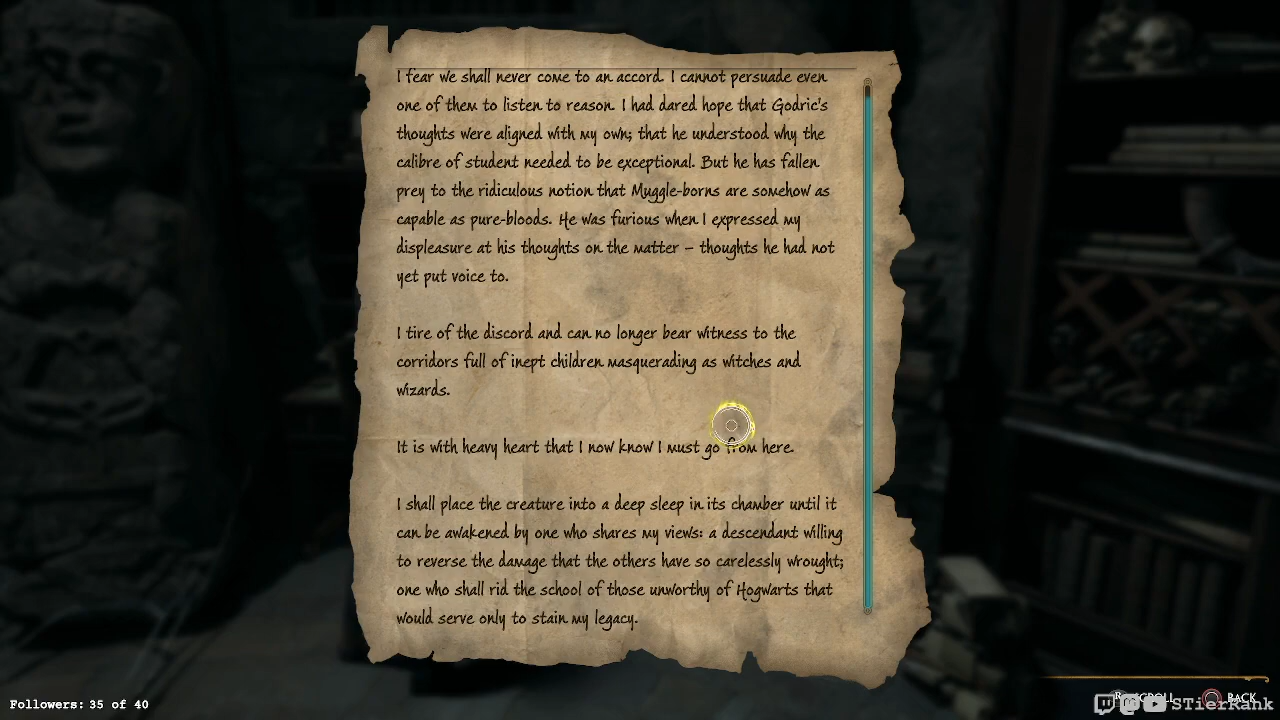 I fear we shall never come to an accord. I cannot persuade even
one of them to listen to reason. I had dared hope that Godric's
thoughts were aligned with my own; that he understood why the
calibre of student needed to be exceptional. But he has fallen
prey to the ridiculous notion that Muggle-borns are somehow as
capable as pure-bloods. He was furious when I expressed my
displeasure at his thoughts on the matter – thoughts he had not
yet put voice to.
I tire of the discord and can no longer bear witness to the
corridors full of inept children masquerading as witches and
wizards.
It is with heavy heart that I now know I must go from here.
I shall place the creature into a deep sleep in its chamber until it
can be awakened by one who shares my views: a descendant willing
to reverse the damage that the others have so carelessly wrought;
one who shall rid the school of those unworthy of Hogwarts that
would serve only to stain my legacy.
Followers: 35 of 40
R SCROLL BACK
STierRank